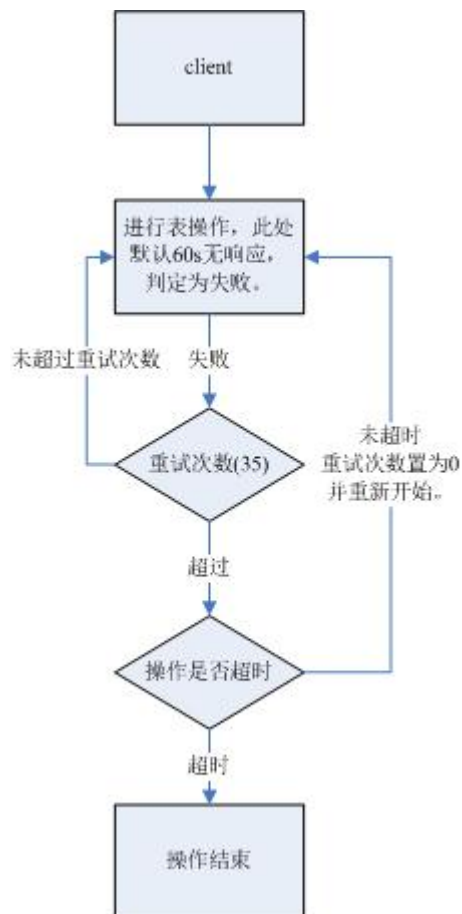 client
进行表操作，此处
默认60s无响应，
判定为失败。
未超过重试次数
失败
未超时
重试次数置为0
并重新开始。
重试次数(35)
超过
操作是否超时
超时
操作结束